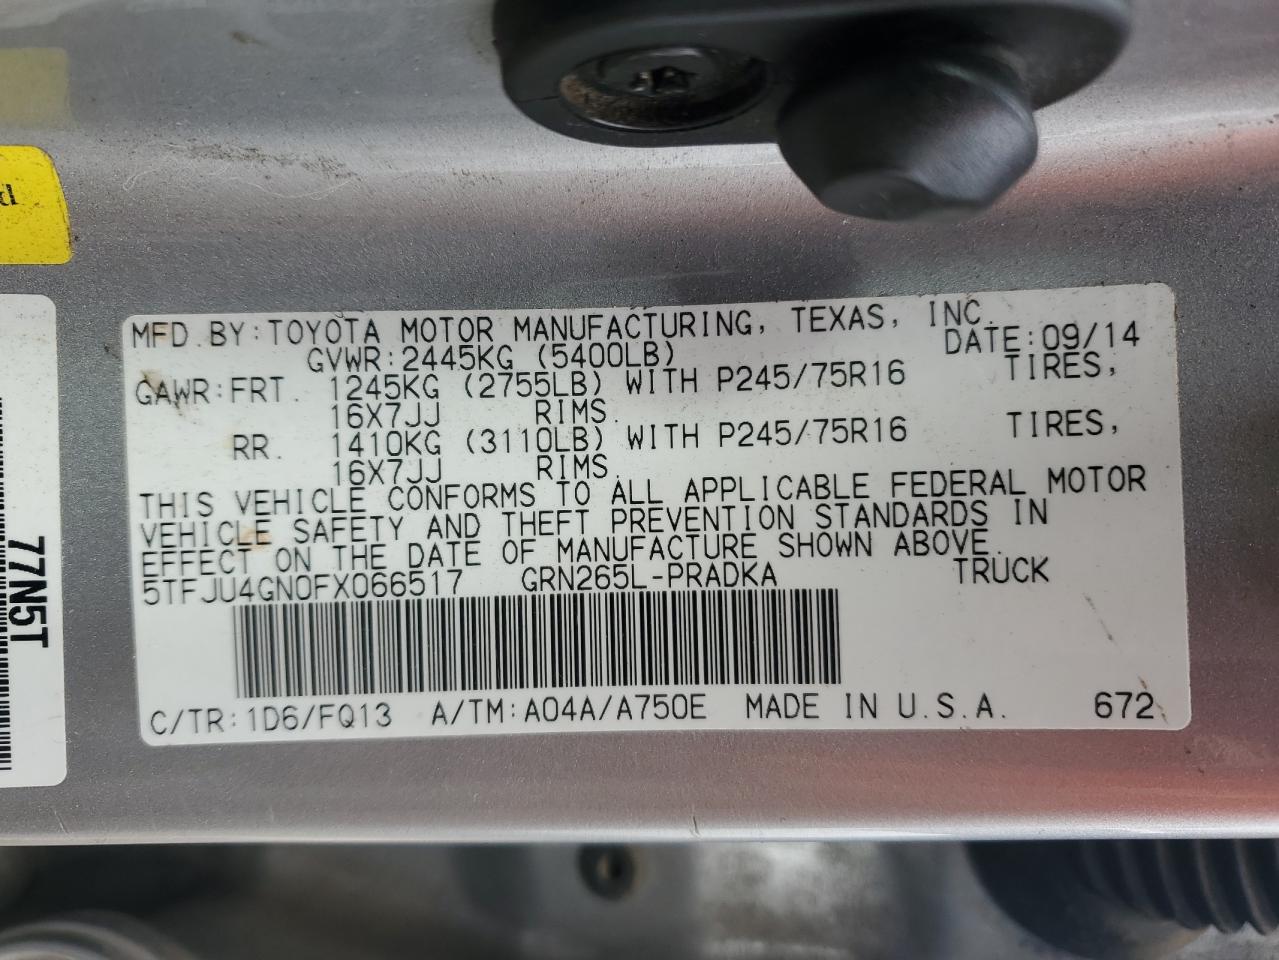 MFD. BY: TOYOTA MOTOR MANUFACTURING, TEXAS, INC.
DATE: 09/14
GVWR: 2445KG (5400LB)
GAWR: FRT. 1245KG (2755LB) WITH P245/75R16 TIRES,
16X7JJ RIMS.
RR. 1410KG (3110LB) WITH P245/75R16 TIRES,
16X7JJ RIMS.
THIS VEHICLE CONFORMS TO ALL APPLICABLE FEDERAL MOTOR
VEHICLE SAFETY AND THEFT PREVENTION STANDARDS IN
EFFECT ON THE DATE OF MANUFACTURE SHOWN ABOVE.
5TFJU4GN0FX066517 GRN265L-PRADKA TRUCK
C/TR: 1D6/FQ13 A/TM: A04A/A750E MADE IN U.S.A. 672
77N5T